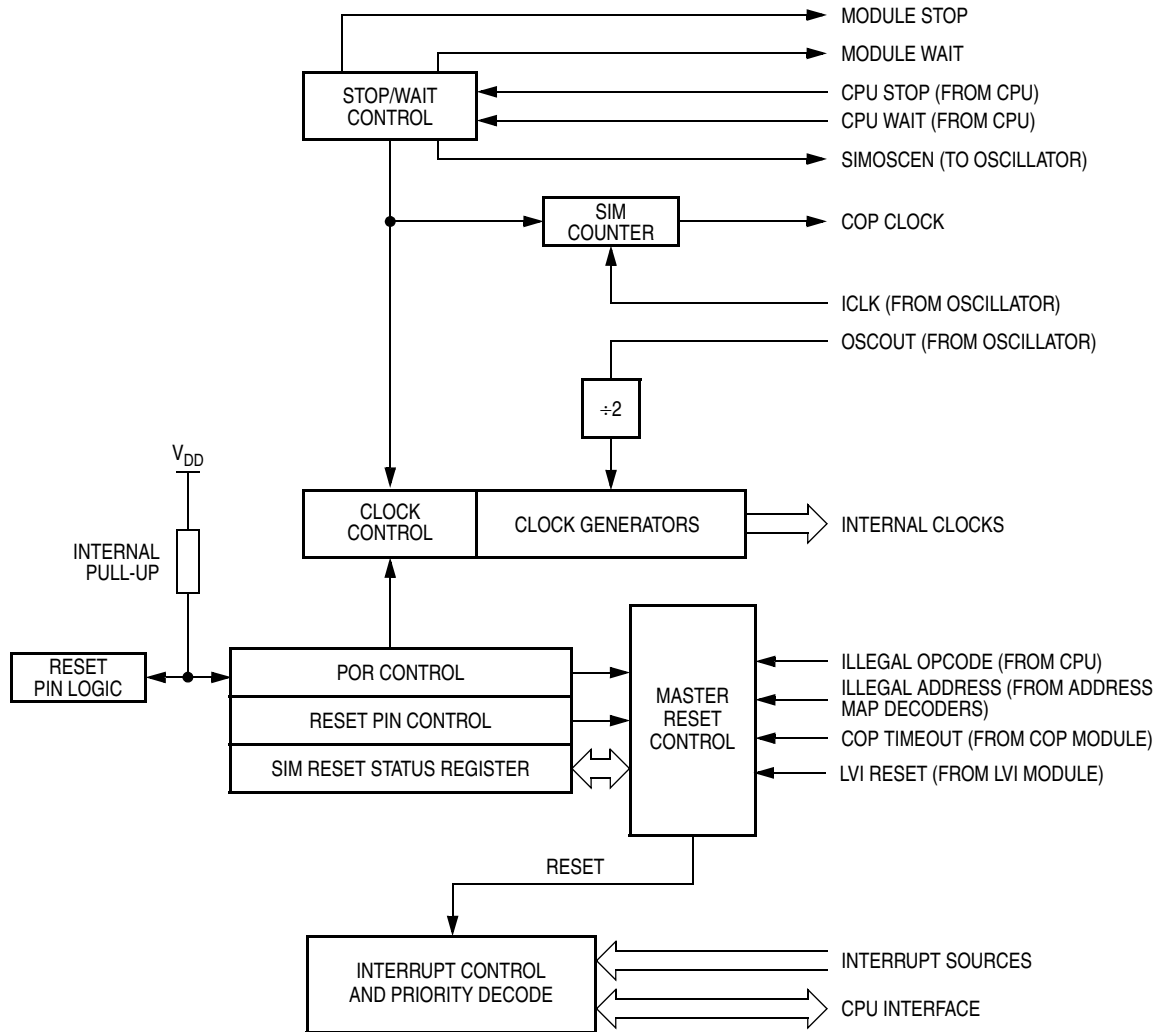 MODULE STOP
MODULE WAIT
STOP/WAIT
CONTROL
CPU STOP (FROM CPU)
CPU WAIT (FROM CPU)
SIMOSCEN (TO OSCILLATOR)
SIM
COUNTER
COP CLOCK
ICLK (FROM OSCILLATOR)
OSCOUT (FROM OSCILLATOR)
÷2
VDD
CLOCK
CONTROL
CLOCK GENERATORS
INTERNAL CLOCKS
INTERNAL
PULL-UP
RESET
PIN LOGIC
POR CONTROL
RESET PIN CONTROL
SIM RESET STATUS REGISTER
MASTER
RESET
CONTROL
ILLEGAL OPCODE (FROM CPU)
ILLEGAL ADDRESS (FROM ADDRESS
MAP DECODERS)
COP TIMEOUT (FROM COP MODULE)
LVI RESET (FROM LVI MODULE)
RESET
INTERRUPT CONTROL
AND PRIORITY DECODE
INTERRUPT SOURCES
CPU INTERFACE